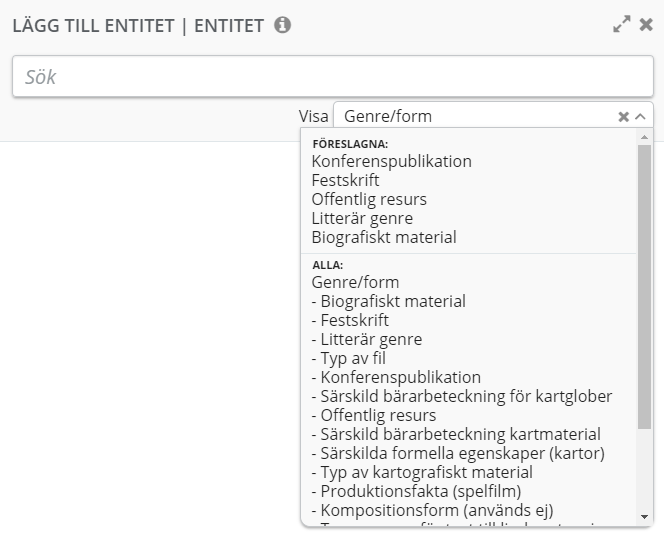 LÄGG TILL ENTITET | ENTITET
Sök
Visa Genre/form
FÖRESLAGNA:
Konferenspublikation
Festskrift
Offentlig resurs
Litterär genre
Biografiskt material
ALLA:
Genre/form
- Biografiskt material
- Festskrift
- Litterär genre
- Typ av fil
- Konferenspublikation
- Särskild bärarbeteckning för kartglober
- Offentlig resurs
- Särskild bärarbeteckning kartmaterial
- Särskilda formella egenskaper (kartor)
- Typ av kartografiskt material
- Produktionsfakta (spelfilm)
- Kompositionsform (används ej)